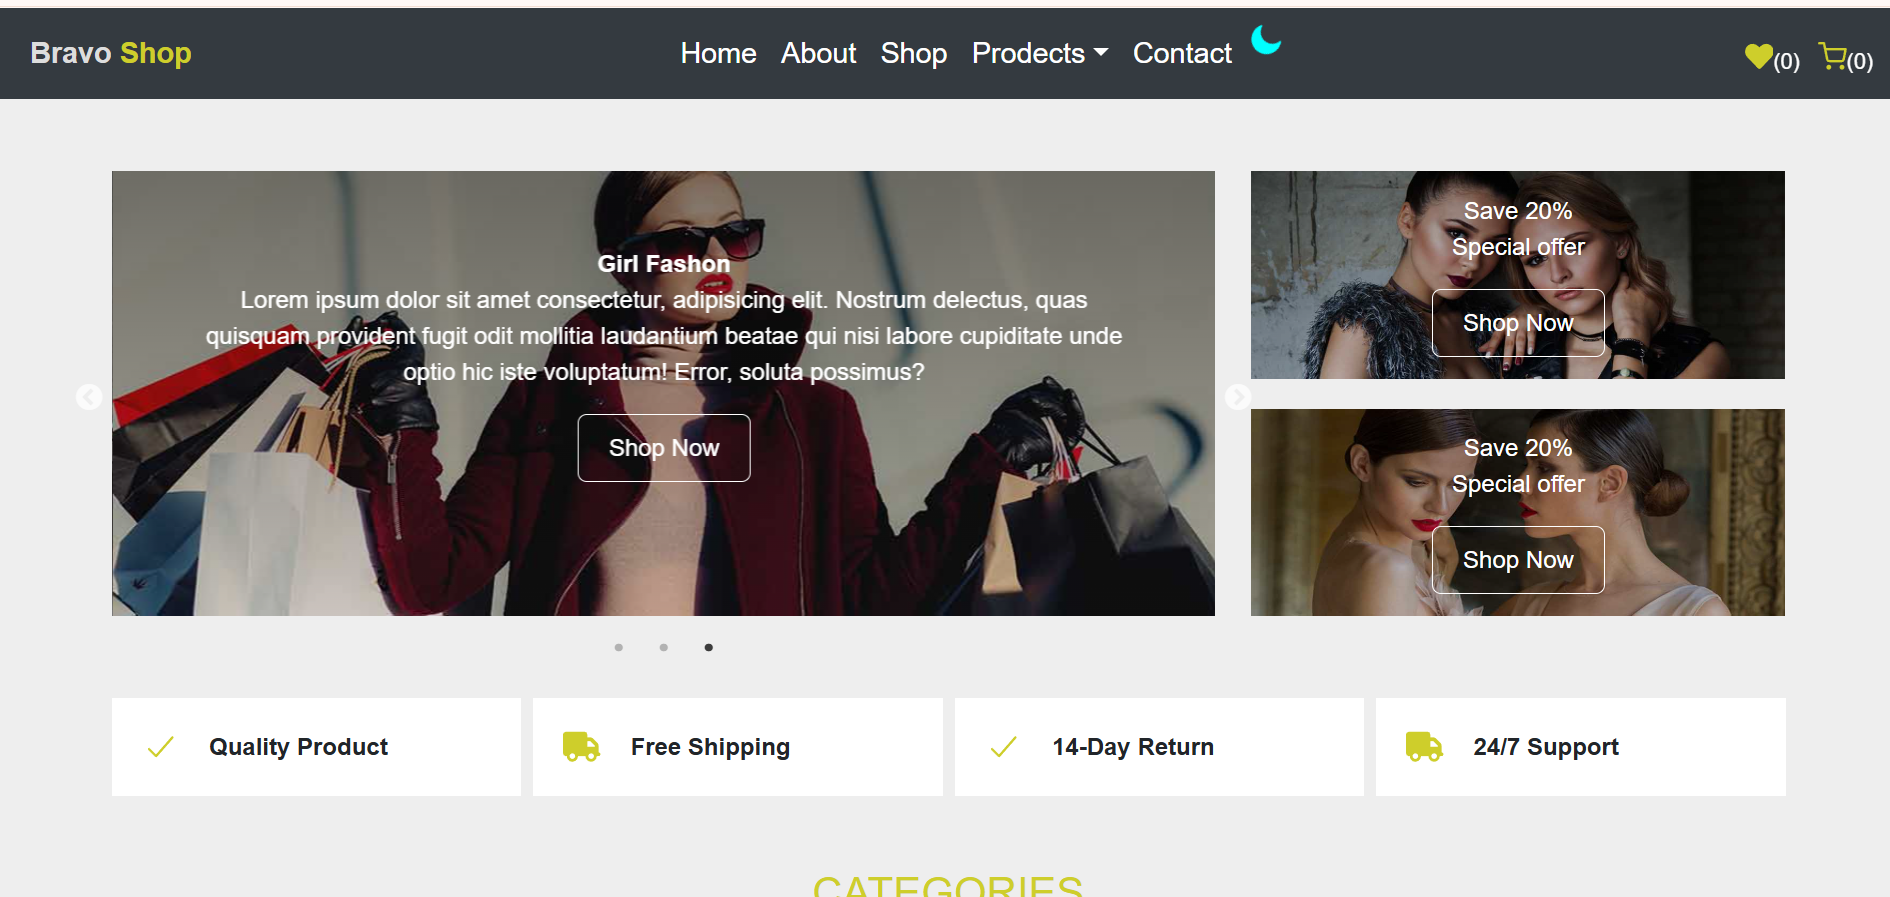 Bravo Shop
Home About Shop Prodects Contact
(0) (0)
Girl Fashon
Lorem ipsum dolor sit amet consectetur, adipisicing elit. Nostrum delectus, quas
quisquam provident fugit odit mollitia laudantium beatae qui nisi labore cupiditate unde
optio hic iste voluptatum! Error, soluta possimus?
Shop Now
Save 20%
Special offer
Shop Now
Save 20%
Special offer
Shop Now
Quality Product
Free Shipping
14-Day Return
24/7 Support
CATEGORIES